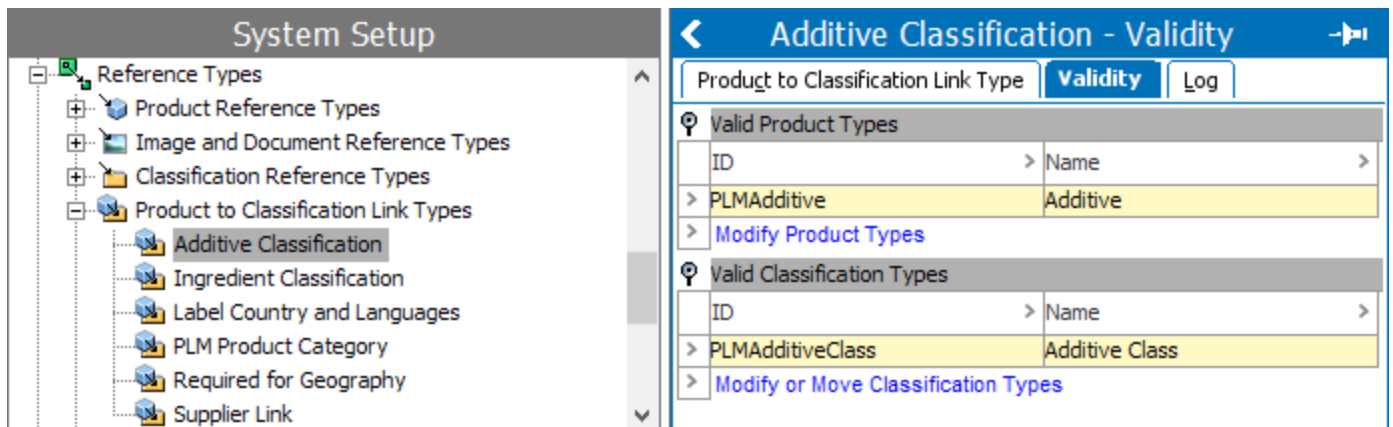 System Setup
Reference Types
Product Reference Types
Image and Document Reference Types
Classification Reference Types
Product to Classification Link Types
Additive Classification
Ingredient Classification
Label Country and Languages
PLM Product Category
Required for Geography
Supplier Link
Additive Classification - Validity
Product to Classification Link Type Validity Log
Valid Product Types
ID > Name >
> PLMAdditive Additive
> Modify Product Types
Valid Classification Types
ID > Name >
> PLMAdditiveClass Additive Class
> Modify or Move Classification Types